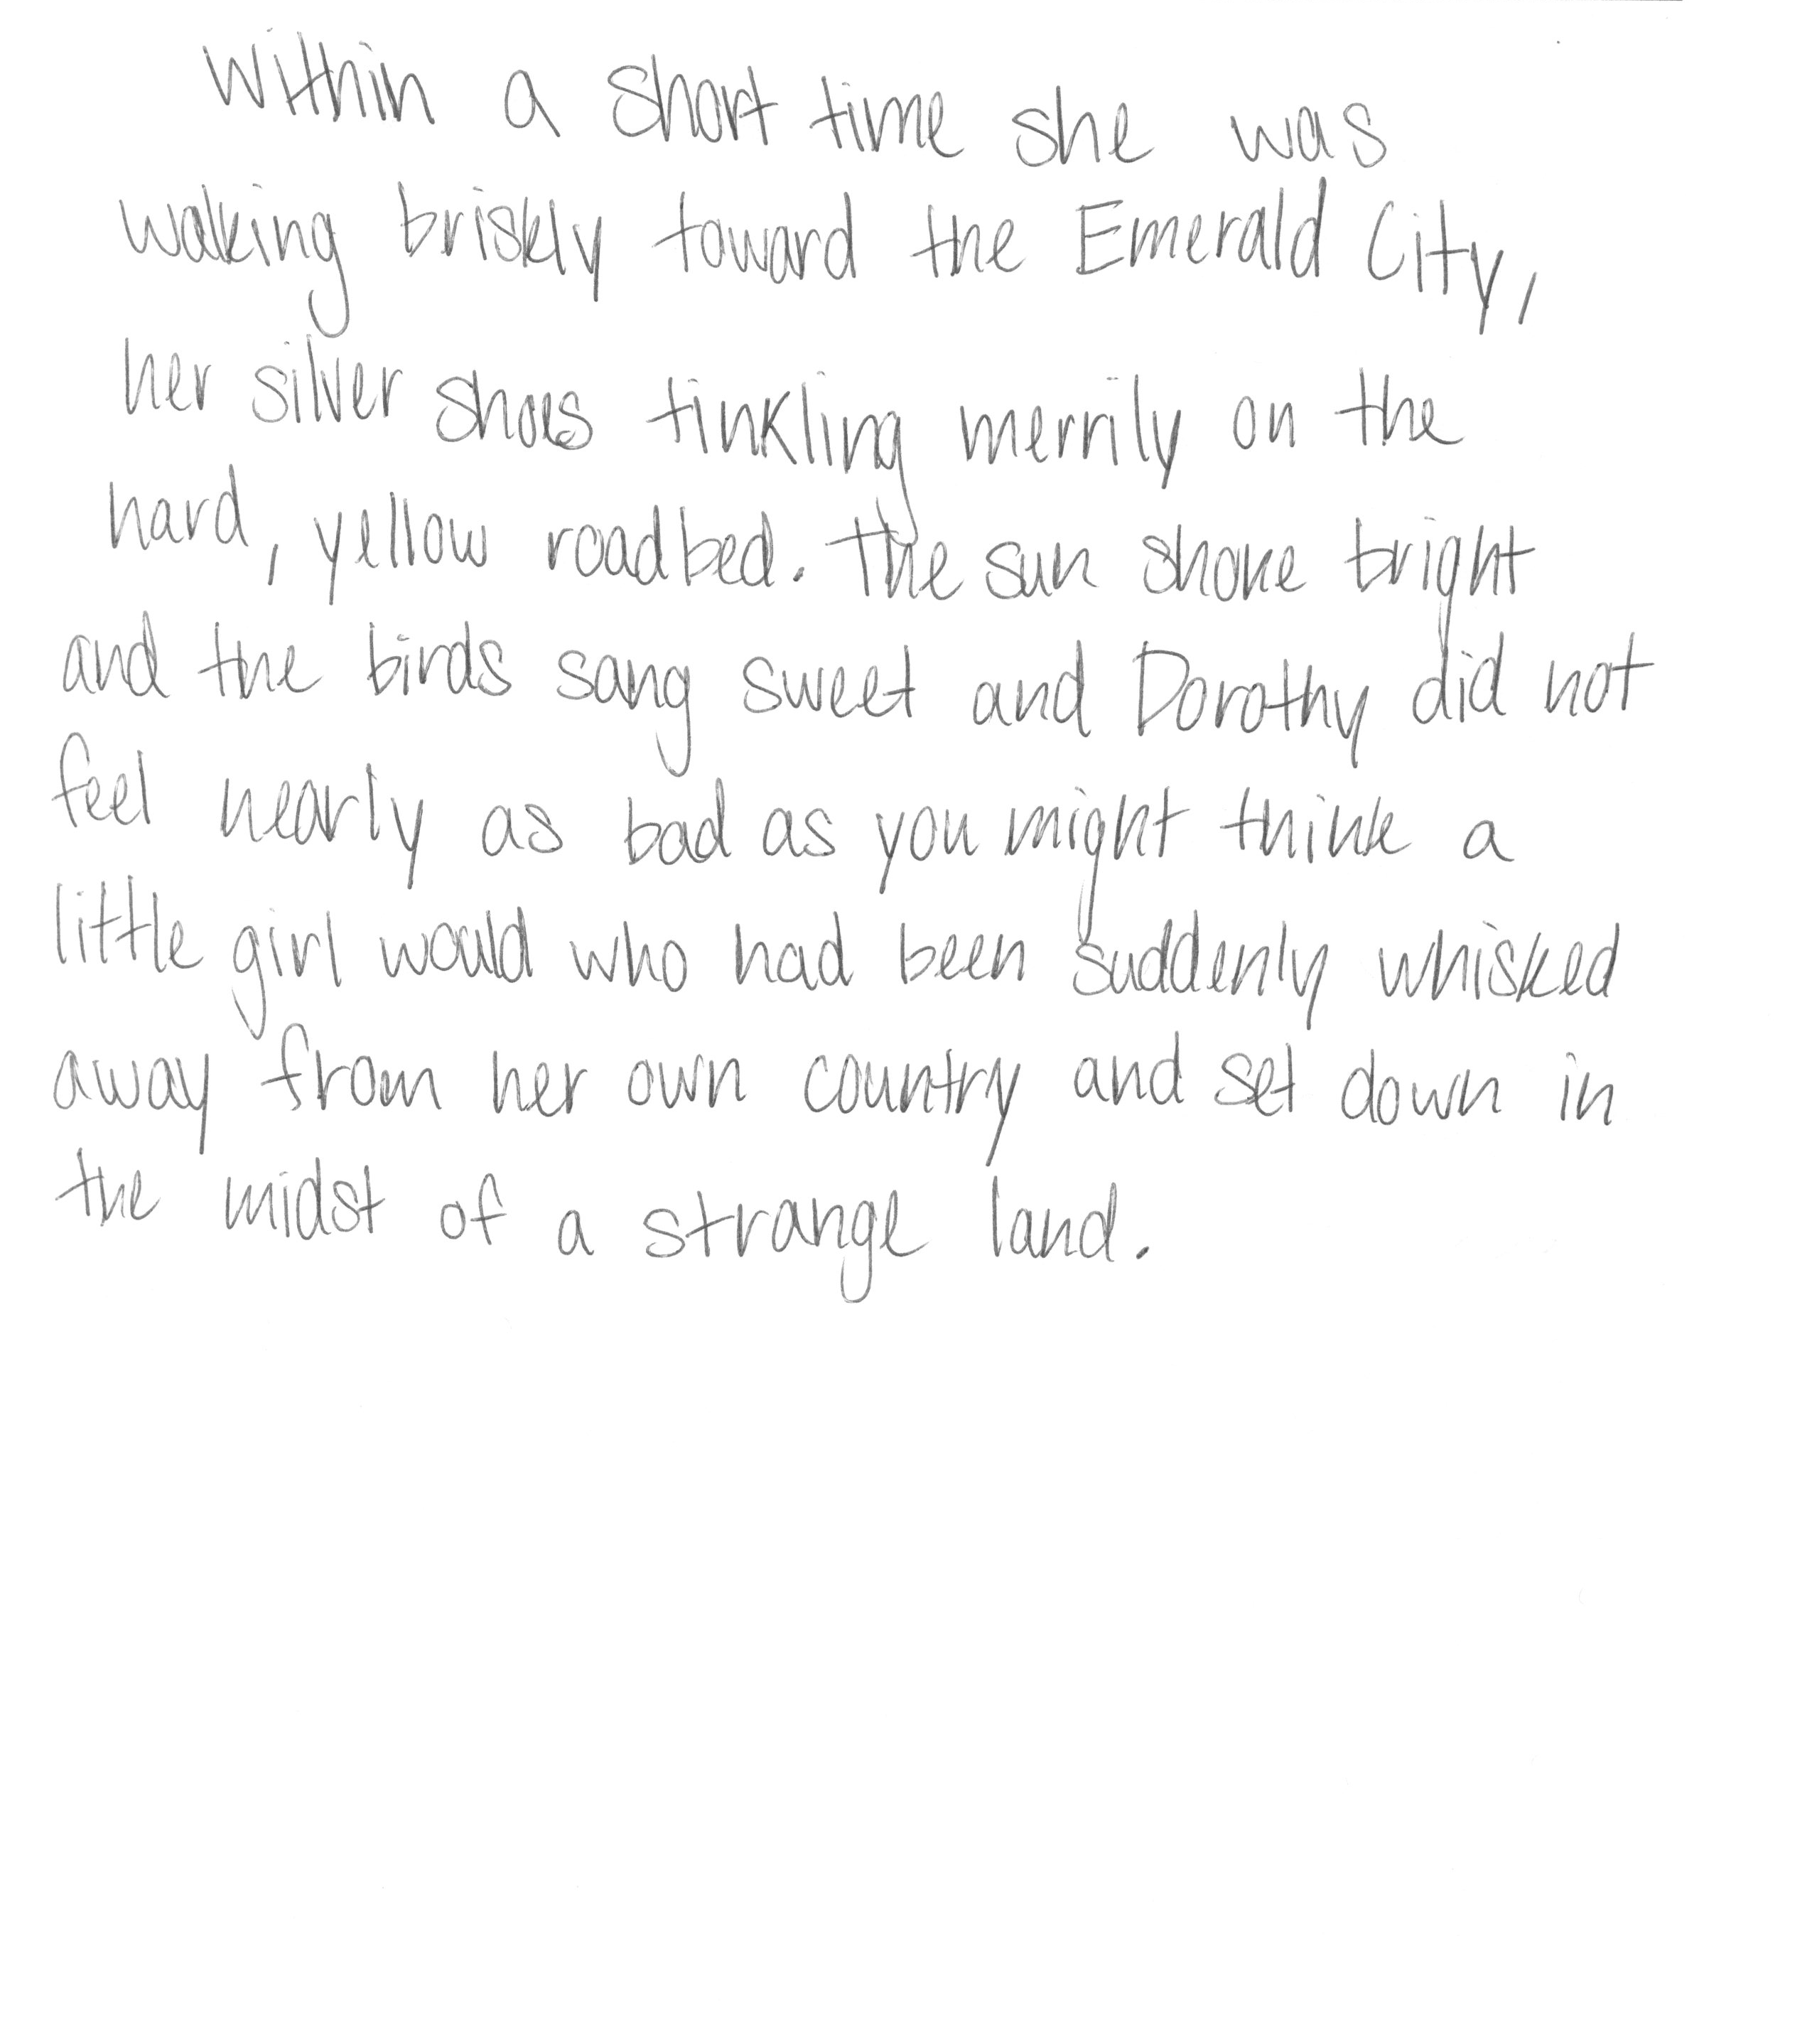 Within a short time she was
walking briskly toward the Emerald City,
her silver shoes tinkling merrily on the
hard, yellow roadbed. The sun shone bright
and the birds sang sweet and Dorothy did not
feel nearly as bad as you might think a
little girl would who had been suddenly whisked
away from her own country and set down in
the midst of a strange land.